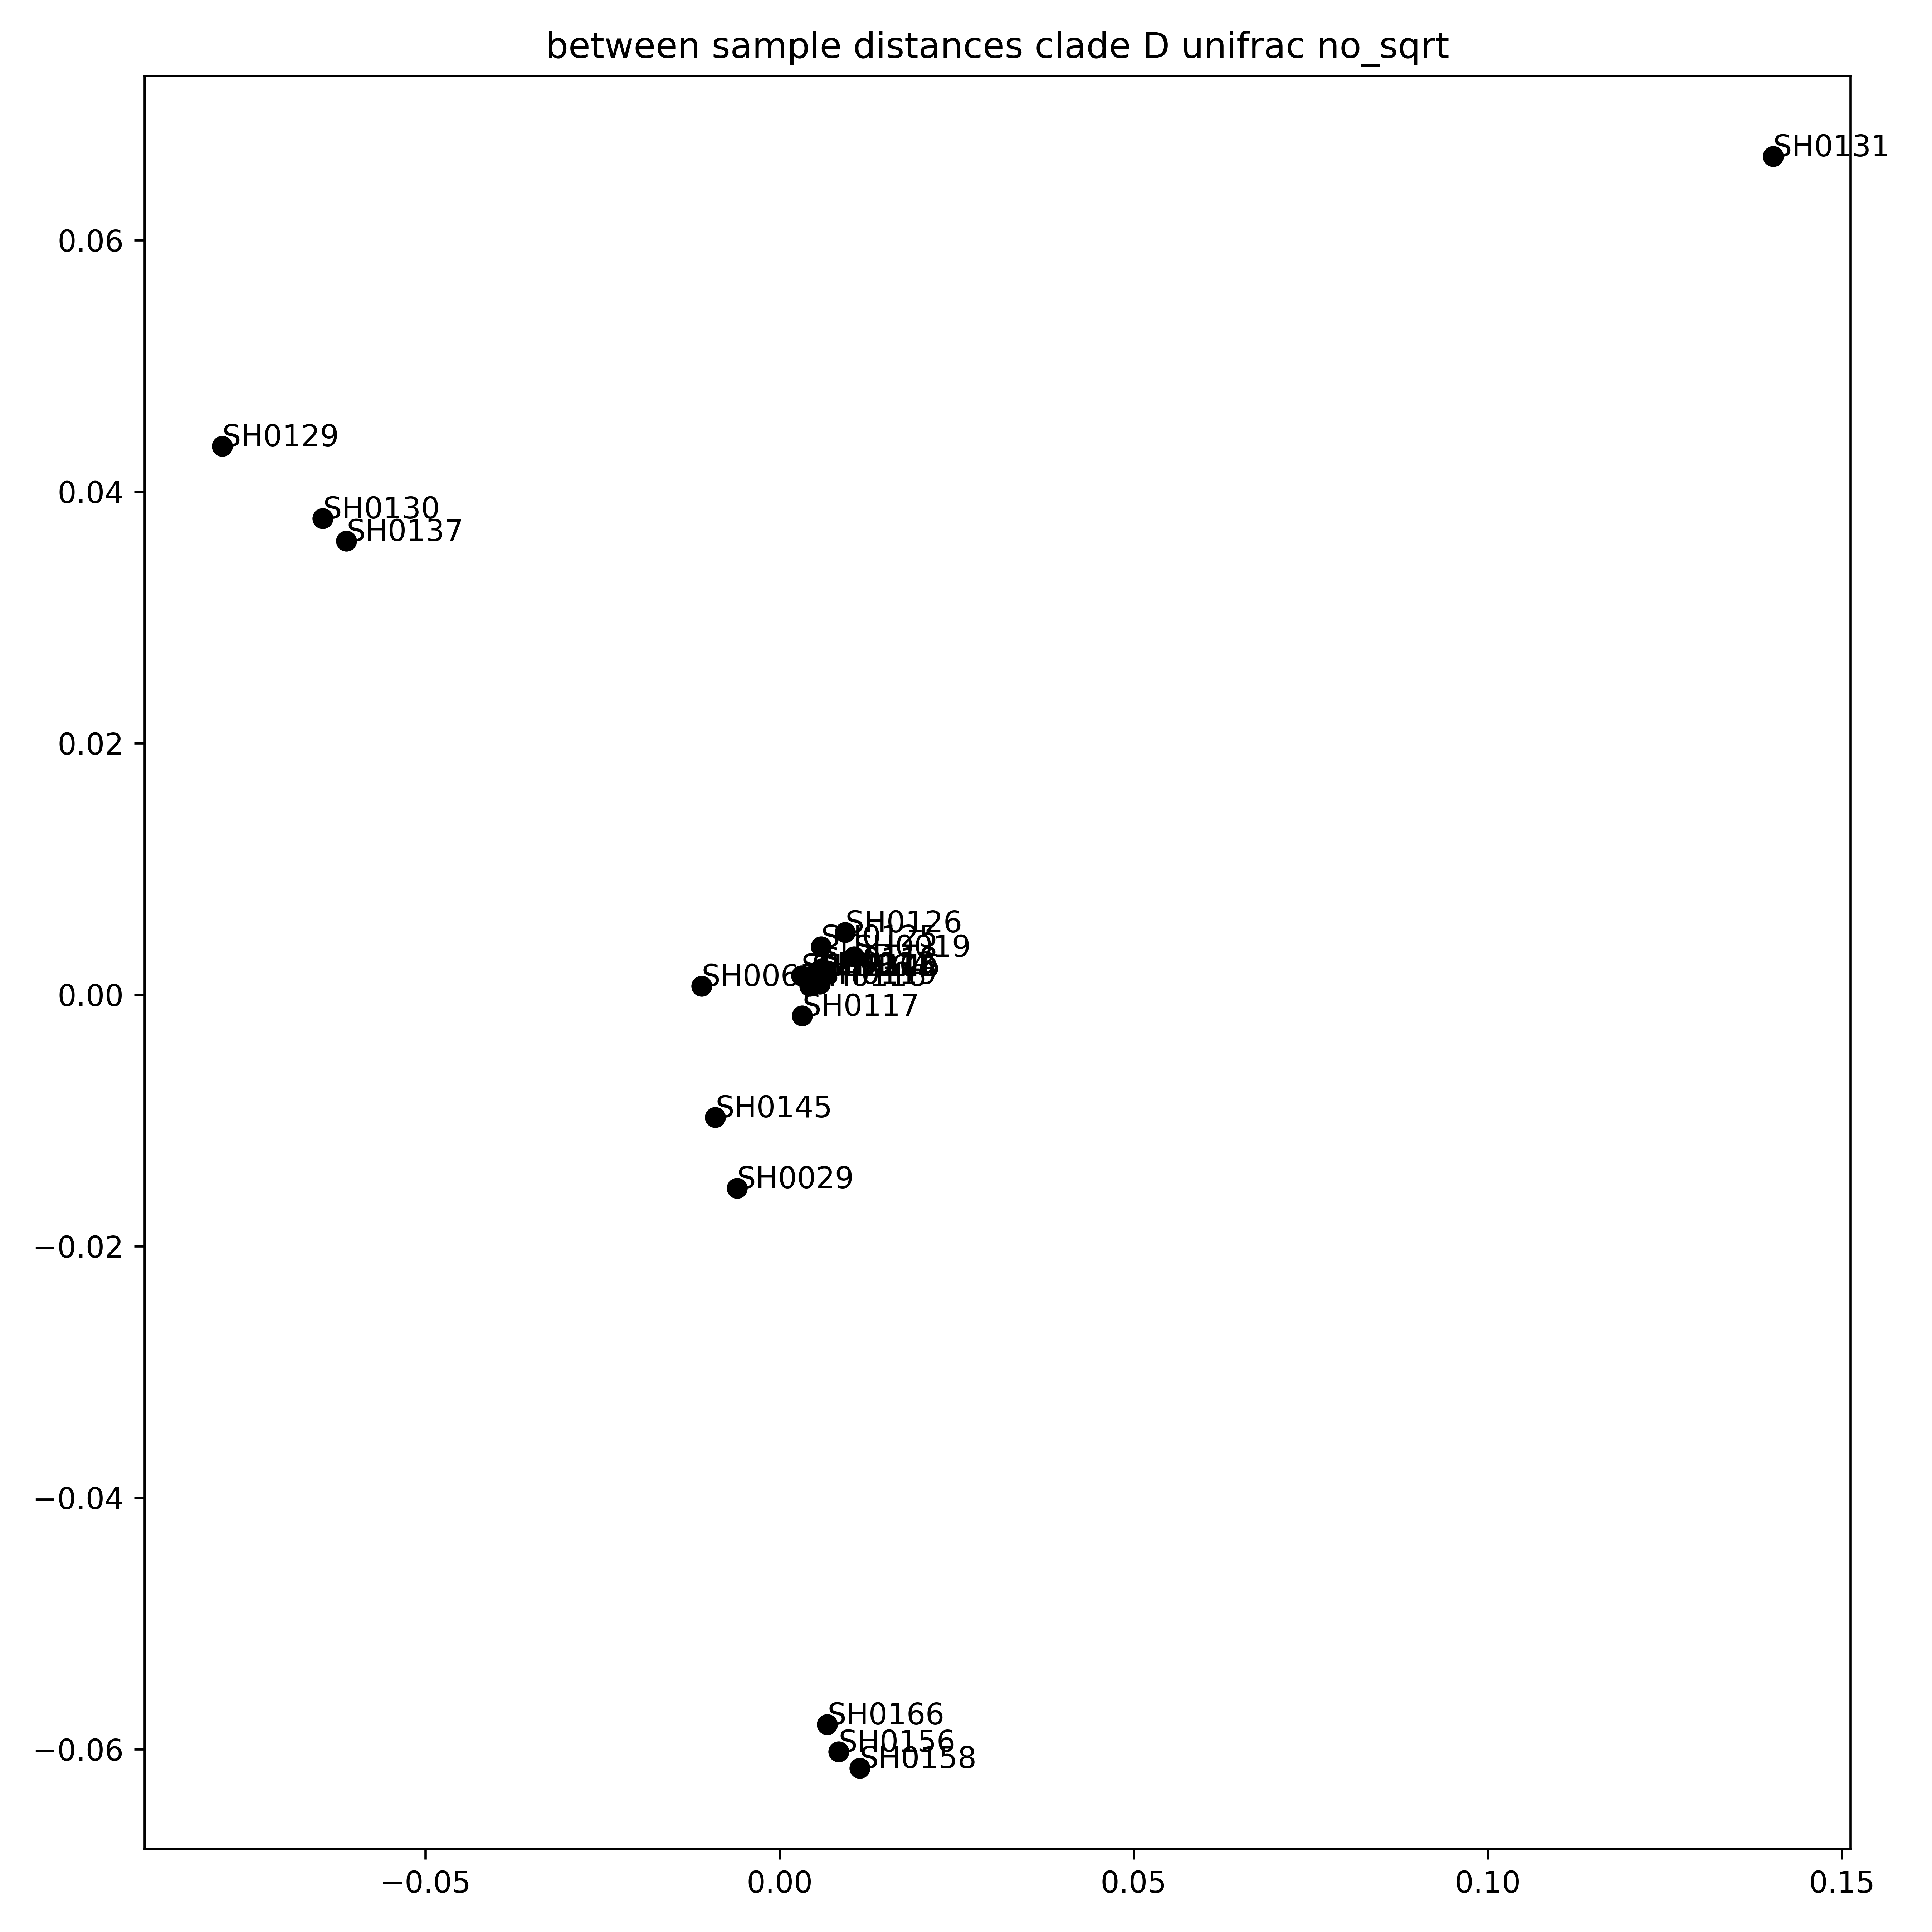 between sample distances clade D unifrac no_sqrt
SH0131
0.06
SH0129
0.04
SH0130
SH0137
0.02
SH0126
SH0125
SH0019
0.00
SH0117
SH0145
SH0029
−0.02
−0.04
SH0166
SH0156
SH0158
−0.06
−0.05
0.00
0.05
0.10
0.15